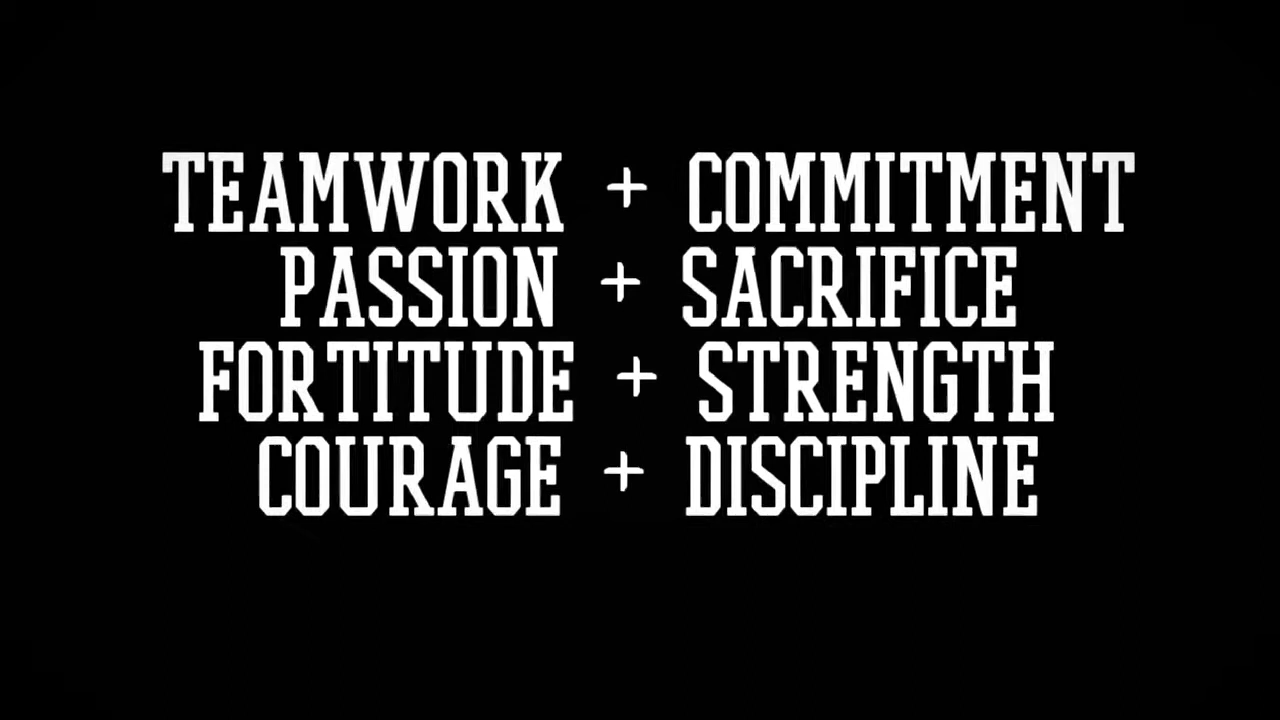 TEAMWORK + COMMITMENT
PASSION + SACRIFICE
FORTITUDE + STRENGTH
COURAGE + DISCIPLINE